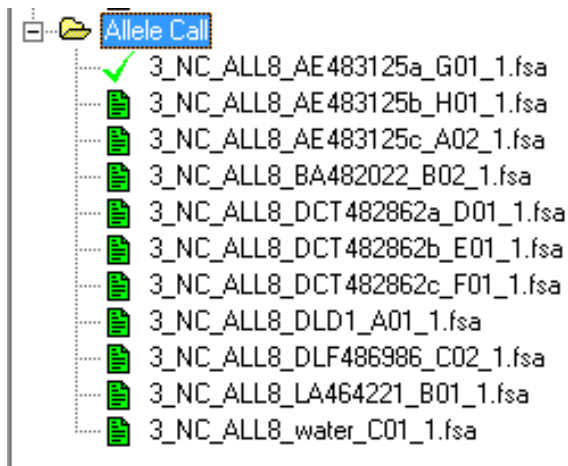 Allele Call
3_NC_ALL8_AE483125a_G01_1.fsa
3_NC_ALL8_AE483125b_H01_1.fsa
3_NC_ALL8_AE483125c_A02_1.fsa
3_NC_ALL8_BA482022_B02_1.fsa
3_NC_ALL8_DCT482862a_D01_1.fsa
3_NC_ALL8_DCT482862b_E01_1.fsa
3_NC_ALL8_DCT482862c_F01_1.fsa
3_NC_ALL8_DLD1_A01_1.fsa
3_NC_ALL8_DLF486986_C02_1.fsa
3_NC_ALL8_LA464221_B01_1.fsa
3_NC_ALL8_water_C01_1.fsa